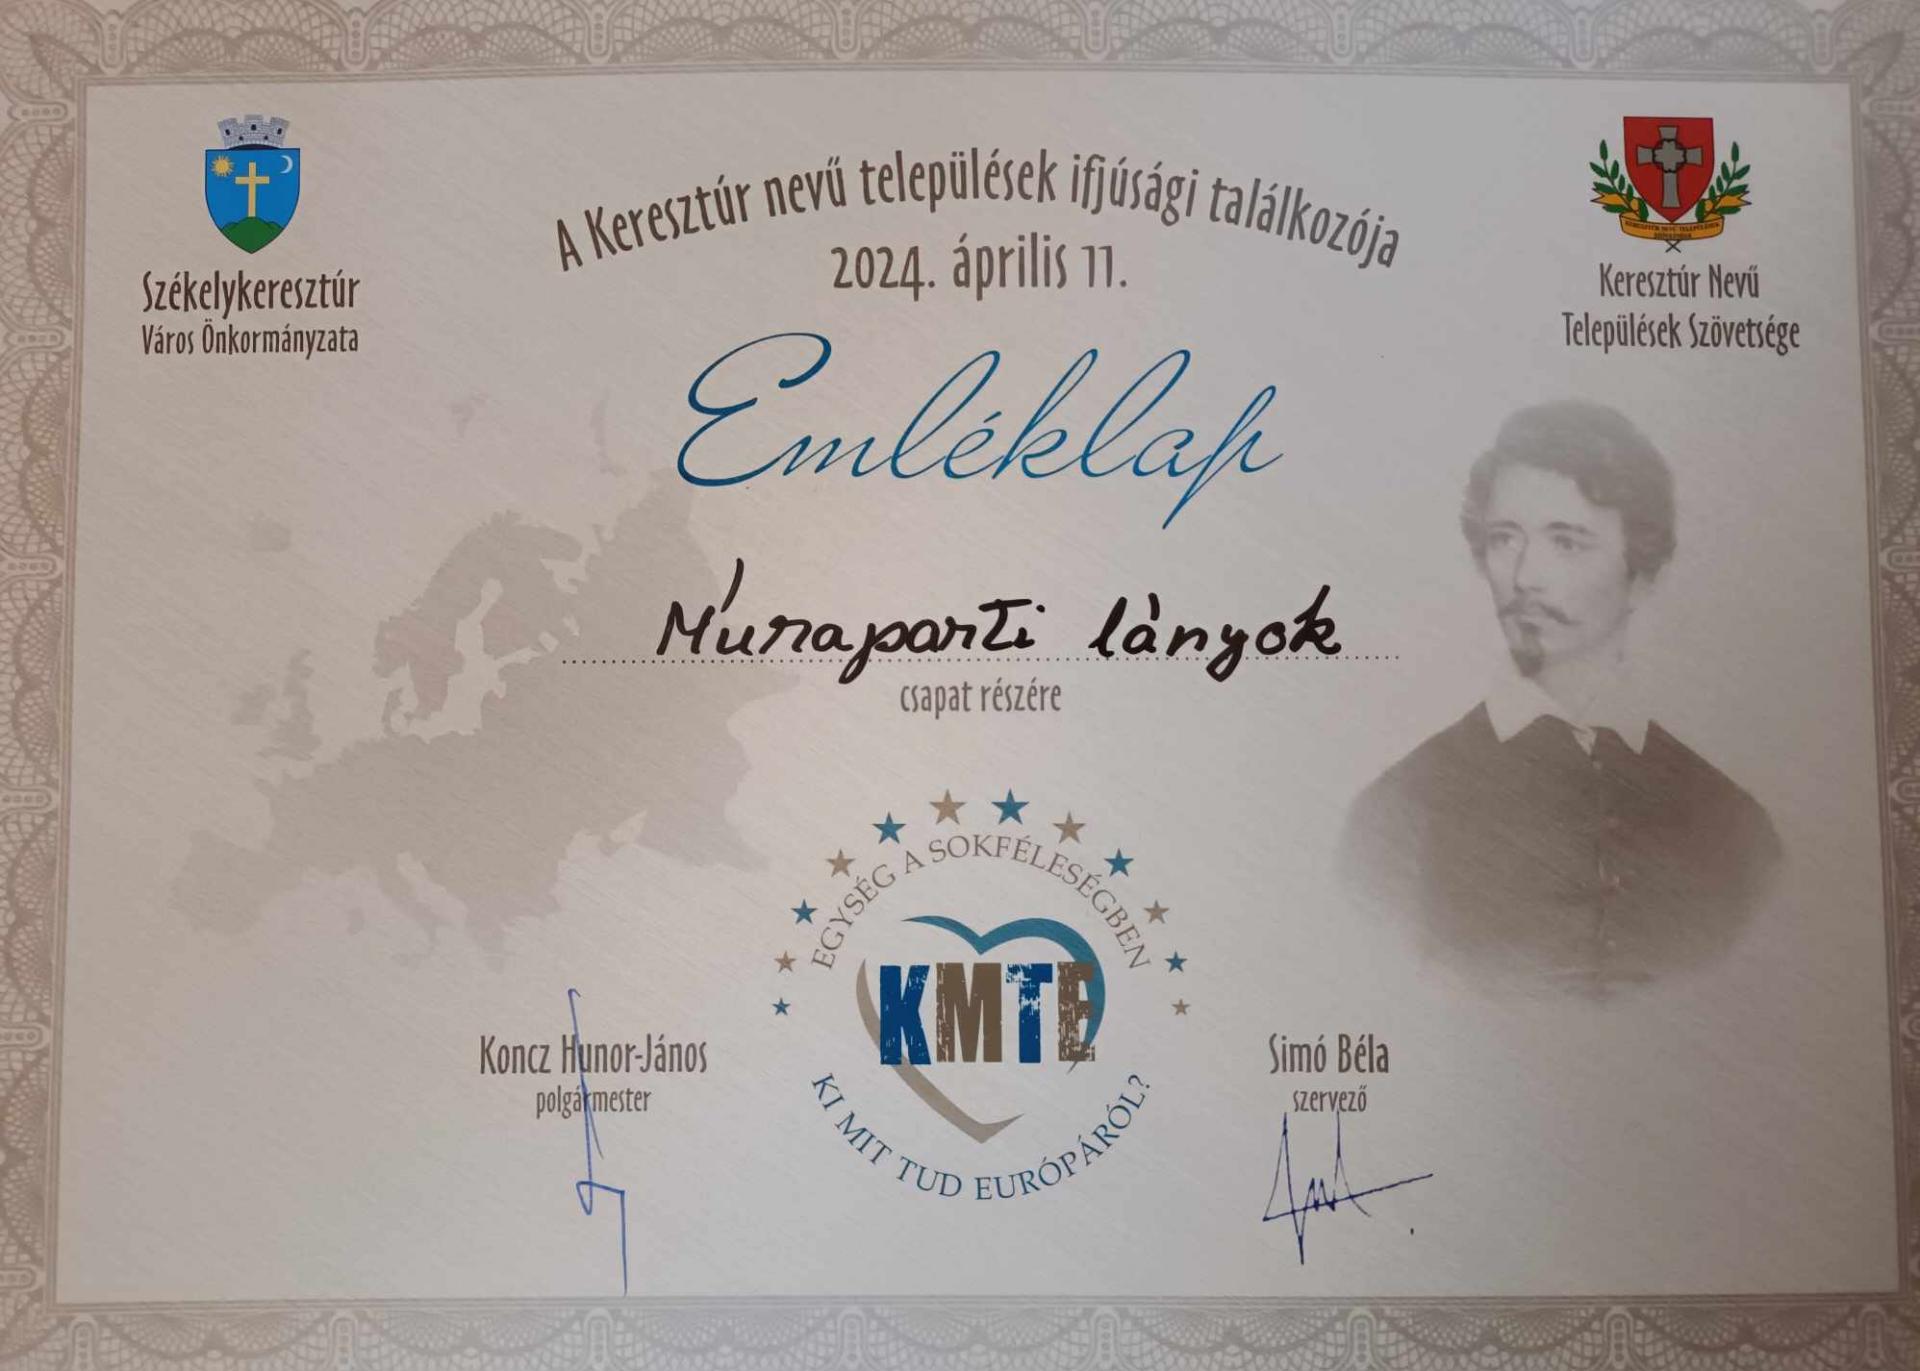 A Keresztúr nevű települések ifjúsági találkozója
2024. április 11.
Székelykeresztúr
Város Önkormányzata
Keresztúr Nevű
Települések Szövetsége
Emléklap
Muraparti lányok
csapat részére
EGYSÉG A SOKFÉLESÉGBEN
KMTE
KI MIT TUD EURÓPÁRÓL?
Koncz Hunor-János
polgármester
Simó Béla
szervező